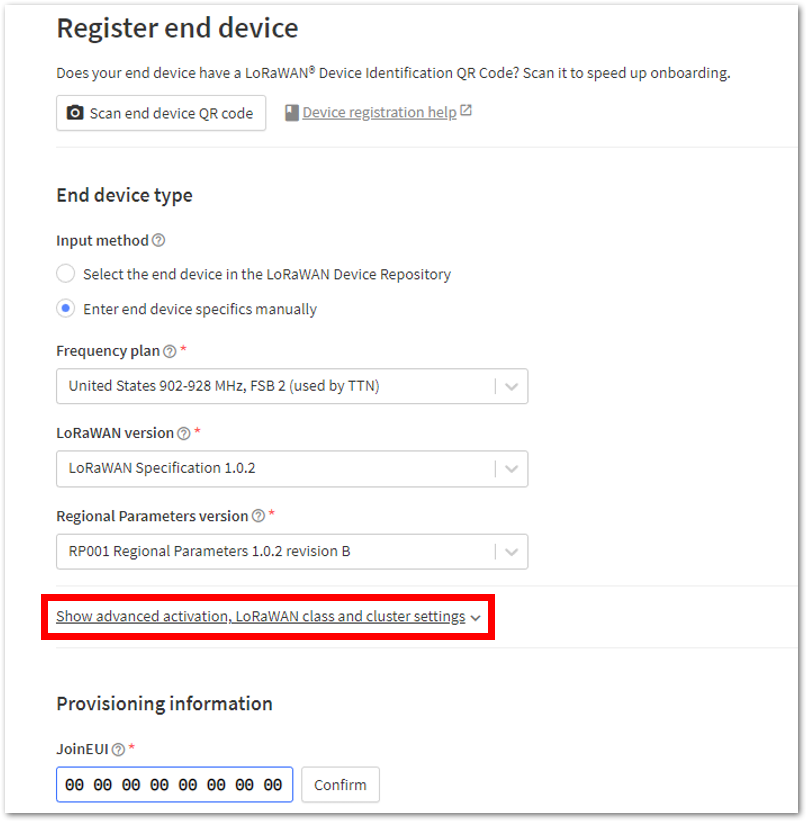 Register end device
Does your end device have a LoRaWAN® Device Identification QR Code? Scan it to speed up onboarding.
Scan end device QR code
Device registration help
End device type
Input method
Select the end device in the LoRaWAN Device Repository
Enter end device specifics manually
Frequency plan *
United States 902-928 MHz, FSB 2 (used by TTN)
LoRaWAN version *
LoRaWAN Specification 1.0.2
Regional Parameters version *
RP001 Regional Parameters 1.0.2 revision B
Show advanced activation, LoRaWAN class and cluster settings
Provisioning information
JoinEUI *
00 00 00 00 00 00 00 00
Confirm